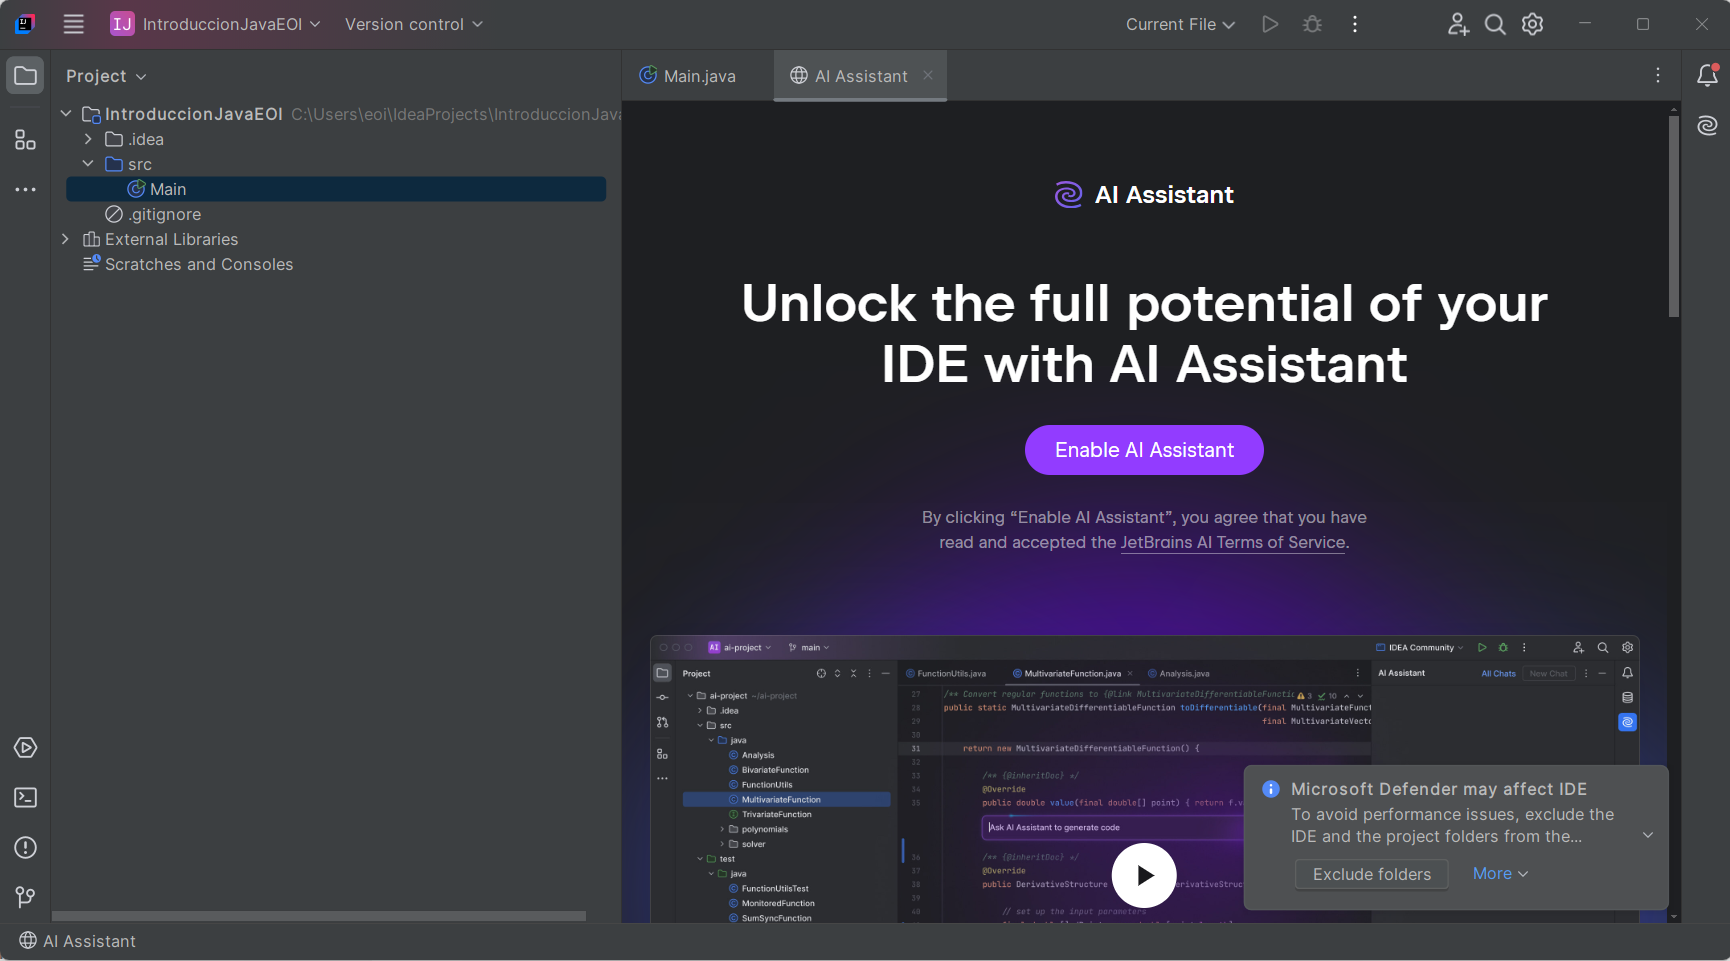 IJ IntroduccionJavaEOI Version control Current File
Project
IntroduccionJavaEOI C:\Users\eoi\IdeaProjects\IntroduccionJava
.idea
src
Main
.gitignore
External Libraries
Scratches and Consoles
Main.java AI Assistant
AI Assistant
Unlock the full potential of your
IDE with AI Assistant
Enable AI Assistant
By clicking “Enable AI Assistant”, you agree that you have
read and accepted the JetBrains AI Terms of Service.
AI ai-project main IDEA Community
Project
ai-project ~/ai-project
.idea
src
java
Analysis
BivariateFunction
FunctionUtils
MultivariateFunction
TrivariateFunction
polynomials
solver
test
java
FunctionUtilsTest
MonitoredFunction
SumSyncFunction
FunctionUtils.java MultivariateFunction.java Analysis.java
27 /** Convert regular functions to {@link MultivariateDifferentiableFunctio 3 10
28 public static MultivariateDifferentiableFunction toDifferentiable(final MultivariateFunct
29 final MultivariateVecto
30
31 return new MultivariateDifferentiableFunction() {
32
33 /** {@inheritDoc} */
34 @Override
35 public double value(final double[] point) { return f.v
Ask AI Assistant to generate code
36 /** {@inheritDoc} */
37 @Override
38 public DerivativeStructure erivativeStruc
39
40 // set up the input parameters
AI Assistant All Chats New Chat
Microsoft Defender may affect IDE
To avoid performance issues, exclude the
IDE and the project folders from the...
Exclude folders More
AI Assistant